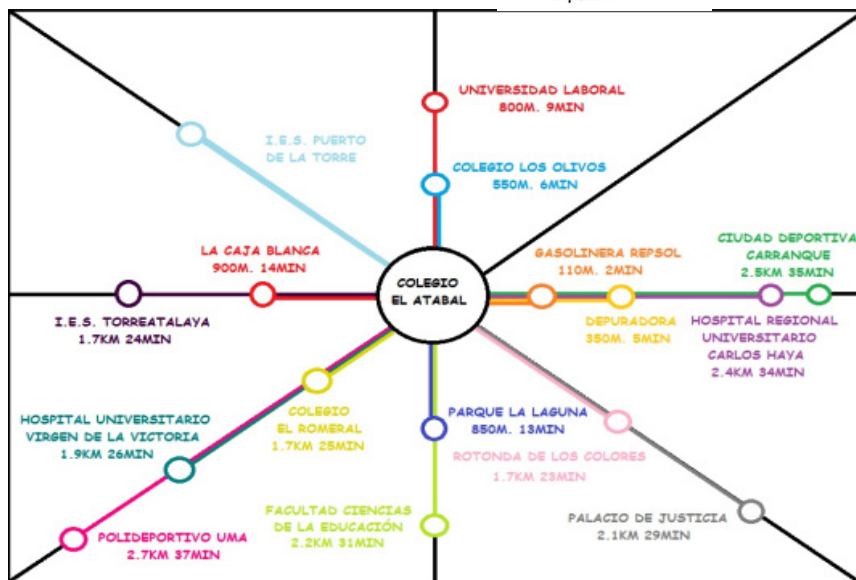 UNIVERSIDAD LABORAL
800M. 9MIN
I.E.S. PUERTO
DE LA TORRE
COLEGIO LOS OLIVOS
550M. 6MIN
LA CAJA BLANCA
900M. 14MIN
COLEGIO
EL ATABAL
GASOLINERA REPSOL
110M. 2MIN
CIUDAD DEPORTIVA
CARRANQUE
2.5KM 35MIN
I.E.S. TORREATALAYA
1.7KM 24MIN
DEPURADORA
350M. 5MIN
HOSPITAL REGIONAL
UNIVERSITARIO
CARLOS HAYA
2.4KM 34MIN
HOSPITAL UNIVERSITARIO
VIRGEN DE LA VICTORIA
1.9KM 26MIN
COLEGIO
EL ROMERAL
1.7KM 25MIN
PARQUE LA LAGUNA
850M. 13MIN
ROTONDA DE LOS COLORES
1.7KM 23MIN
POLIDEPORTIVO UMA
2.7KM 37MIN
FACULTAD CIENCIAS
DE LA EDUCACIÓN
2.2KM 31MIN
PALACIO DE JUSTICIA
2.1KM 29MIN